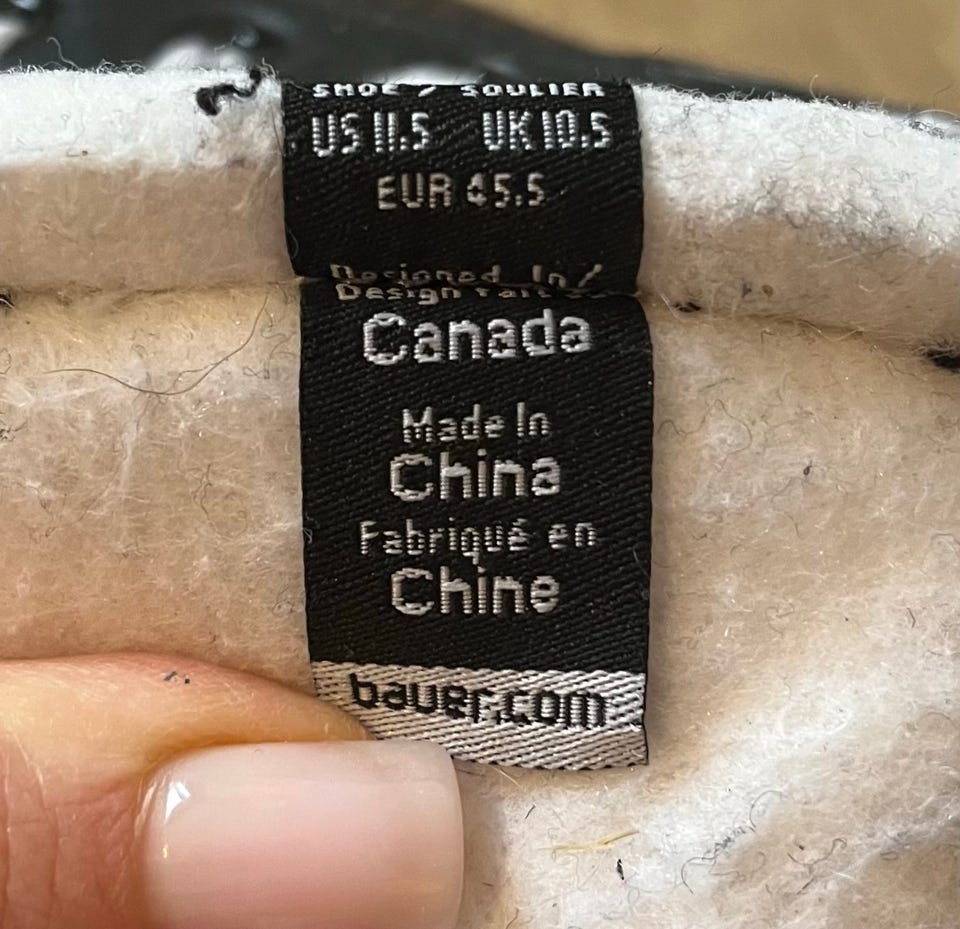 SHOE / SOULIER
US 11.5 UK 10.5
EUR 45.5
Designed In /
Design
Canada
Made In
China
Fabriqué en
Chine
bauer.com